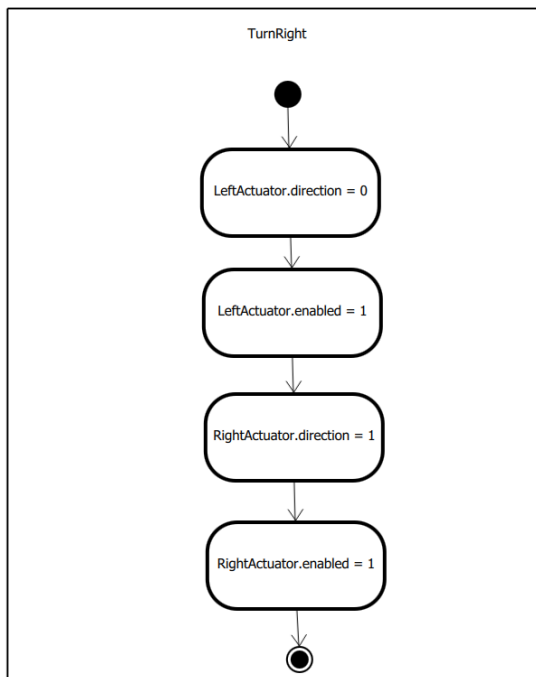 TurnRight
LeftActuator.direction = 0
LeftActuator.enabled = 1
RightActuator.direction = 1
RightActuator.enabled = 1